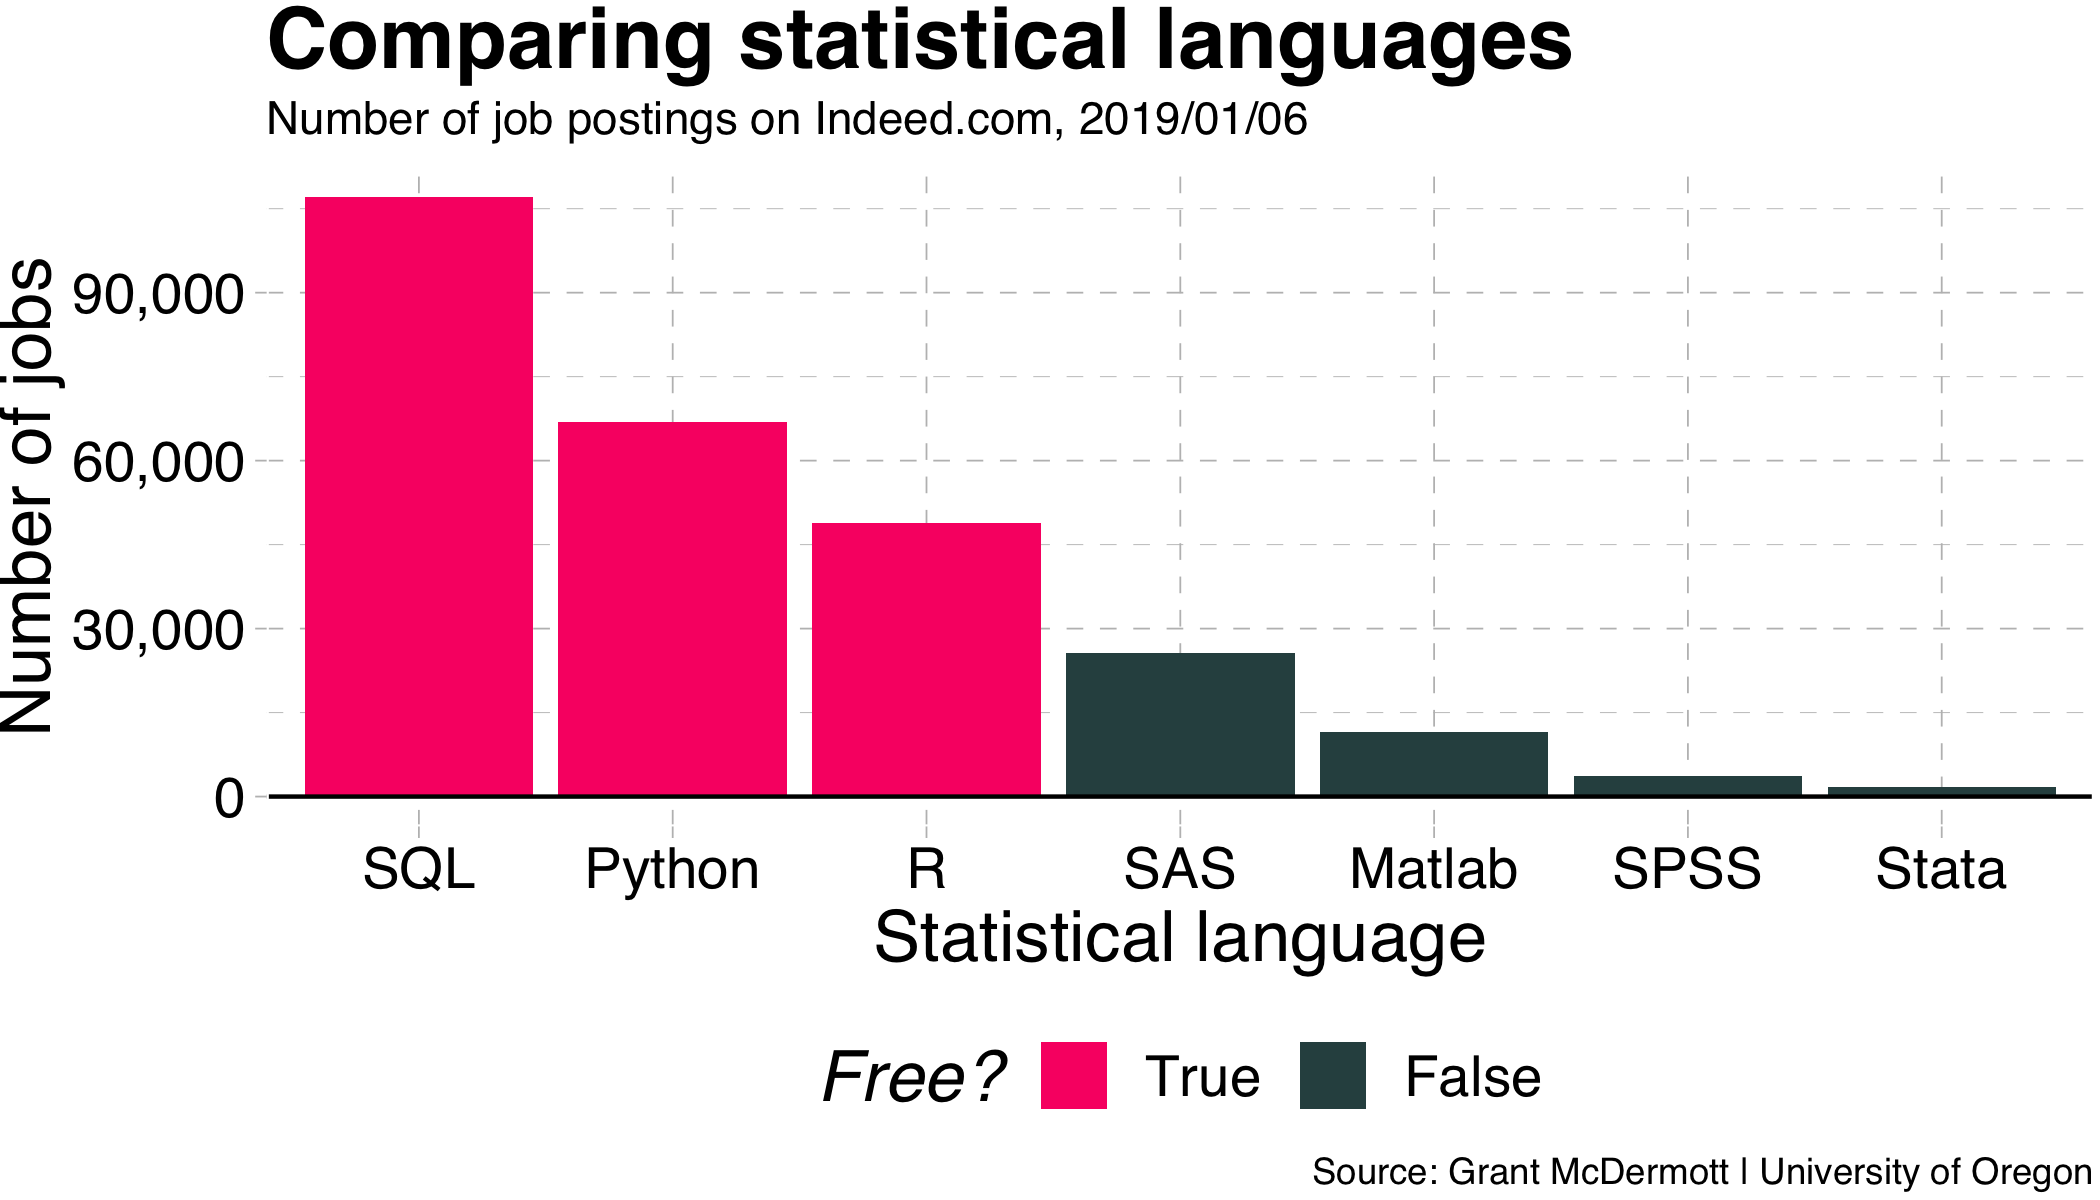 Comparing statistical languages
Number of job postings on Indeed.com, 2019/01/06
Number of jobs
90,000
60,000
30,000
0
SQL Python R SAS Matlab SPSS Stata
Statistical language
Free? True False
Source: Grant McDermott | University of Oregon